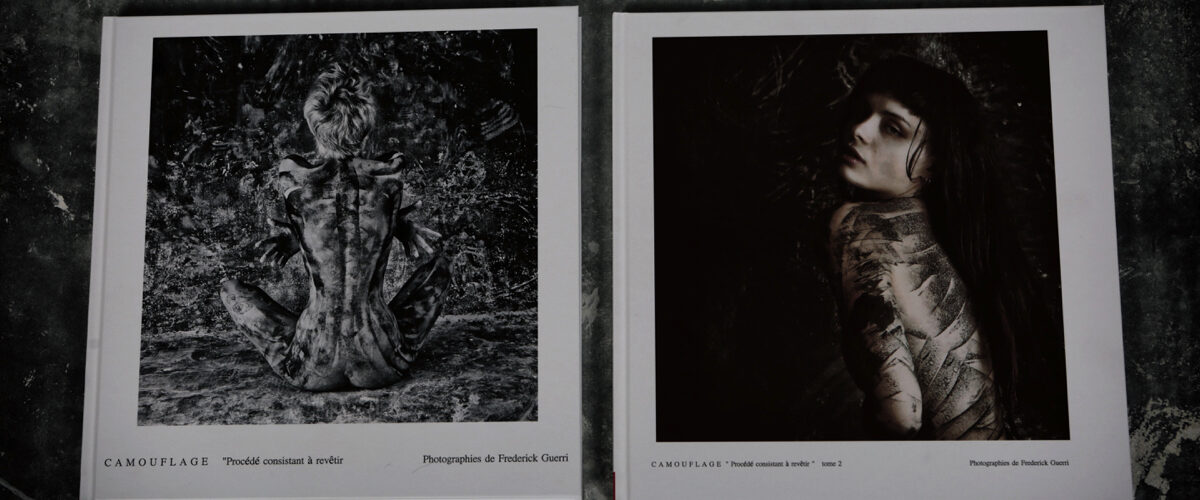 CAMOUFLAGE "Procédé consistant à revêtir
Photographies de Frederick Guerri
CAMOUFLAGE " Procédé consistant à revêtir " tome 2
Photographies de Frederick Guerri